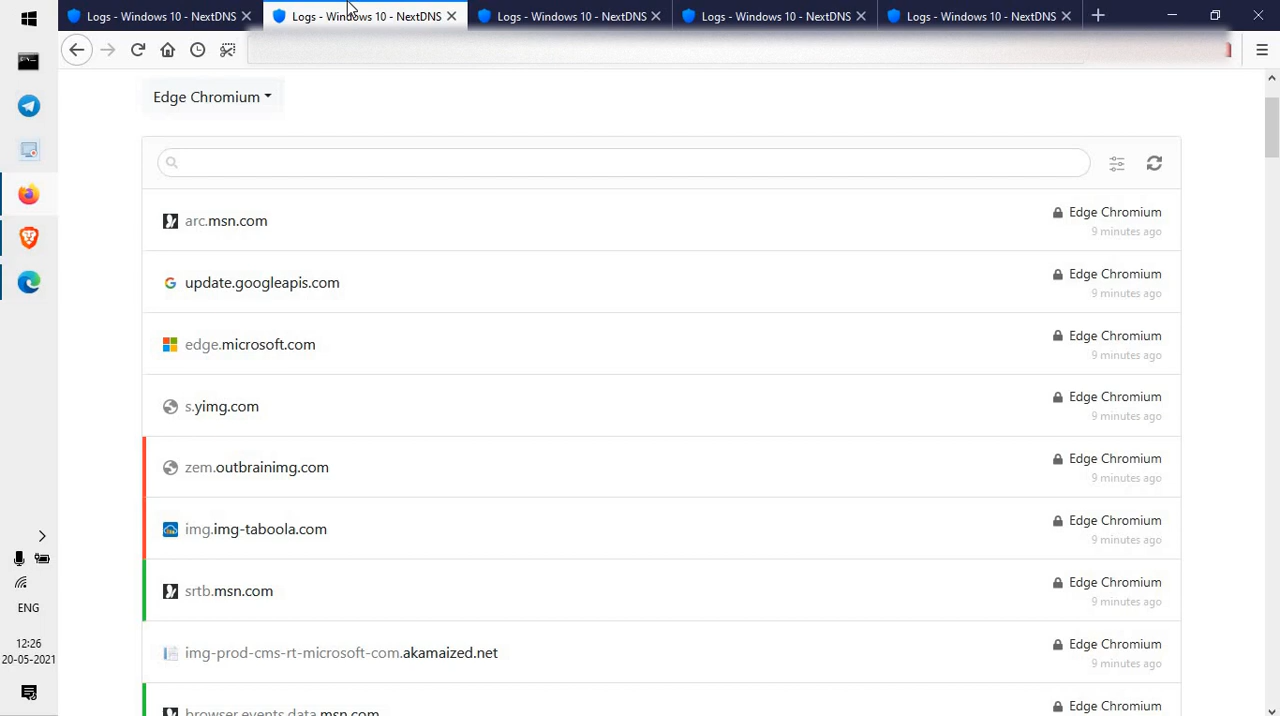 Logs - Windows 10 - NextDNS
Logs - Windows 10 - NextDNS
Logs - Windows 10 - NextDNS
Logs - Windows 10 - NextDNS
Logs - Windows 10 - NextDNS
Edge Chromium
arc.msn.com
Edge Chromium
9 minutes ago
update.googleapis.com
Edge Chromium
9 minutes ago
edge.microsoft.com
Edge Chromium
9 minutes ago
s.yimg.com
Edge Chromium
9 minutes ago
zem.outbrainimg.com
Edge Chromium
9 minutes ago
img.img-taboola.com
Edge Chromium
9 minutes ago
srtb.msn.com
Edge Chromium
9 minutes ago
img-prod-cms-rt-microsoft-com.akamaized.net
Edge Chromium
9 minutes ago
browser.events.data.msn.com
Edge Chromium
ENG
12:26
20-05-2021